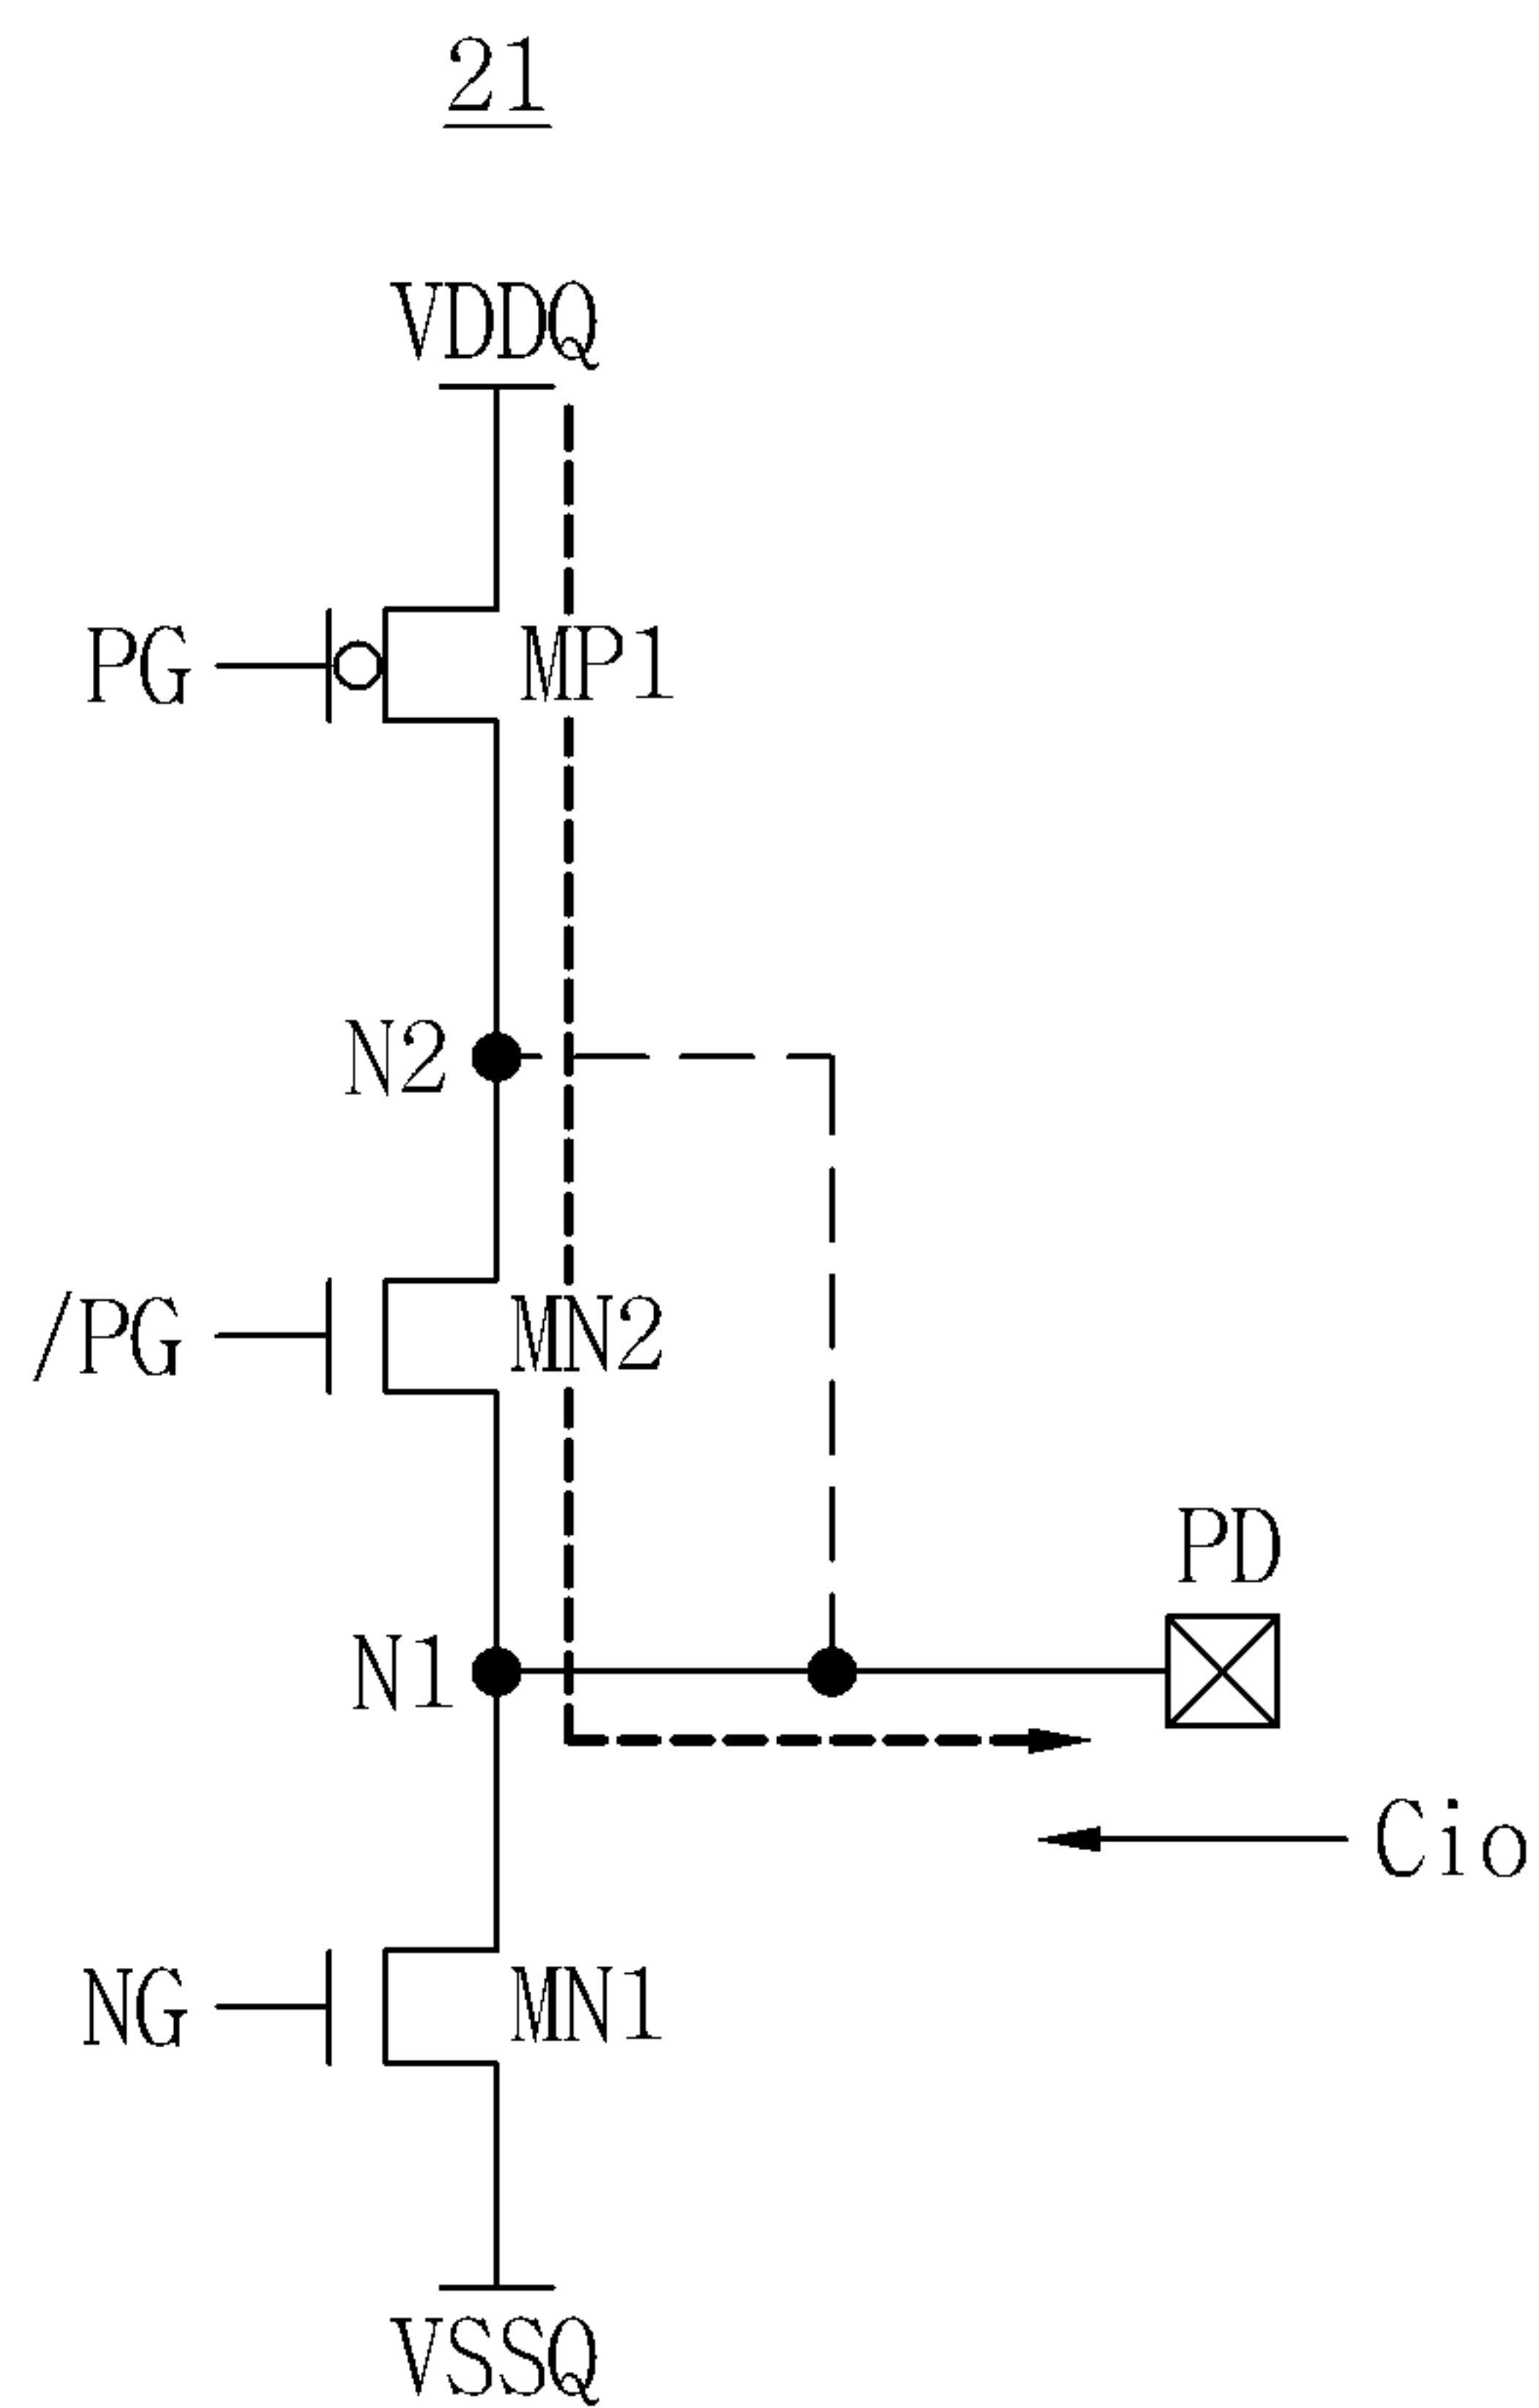 21
VDDQ
PG MP1
N2
/PG MN2
PD
N1
Cio
NG MN1
VSSQ